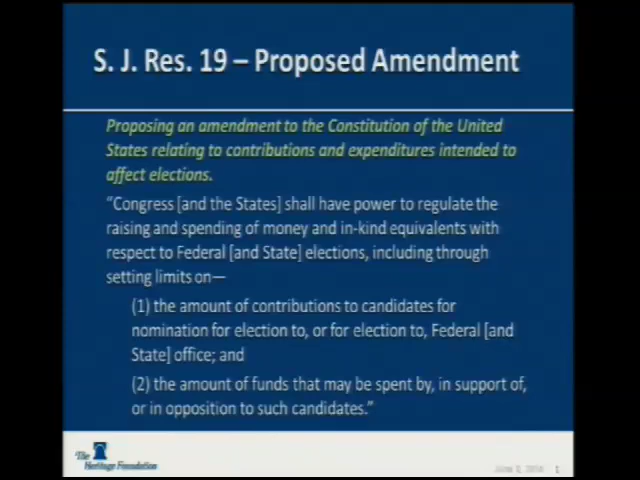 S. J. Res. 19 – Proposed Amendment
Proposing an amendment to the Constitution of the United
States relating to contributions and expenditures intended to
affect elections.
“Congress [and the States] shall have power to regulate the
raising and spending of money and in-kind equivalents with
respect to Federal [and State] elections, including through
setting limits on—
(1) the amount of contributions to candidates for
nomination for election to, or for election to, Federal [and
State] office; and
(2) the amount of funds that may be spent by, in support of,
or in opposition to such candidates.”
The
Heritage Foundation